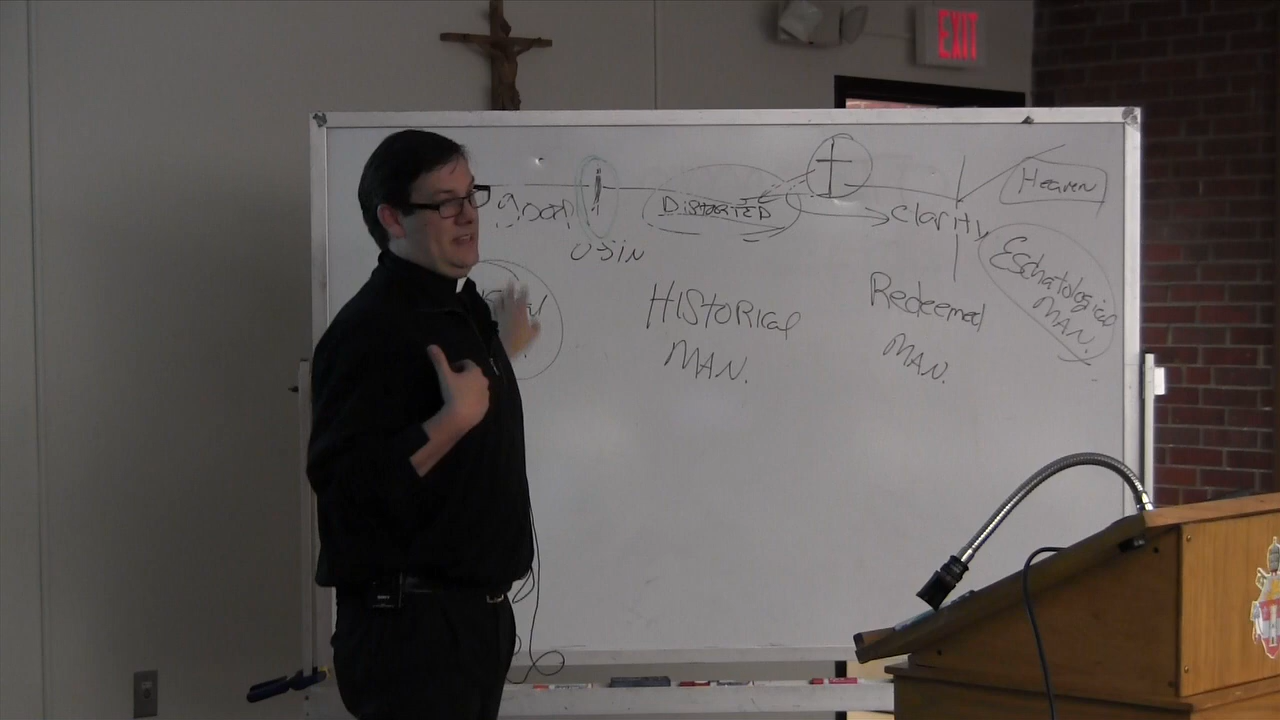 EXIT
good
sin
DISTORTED
clarity
Heaven
HISTORICAL
MAN.
Redeemed
MAN.
Eschatological
MAN.